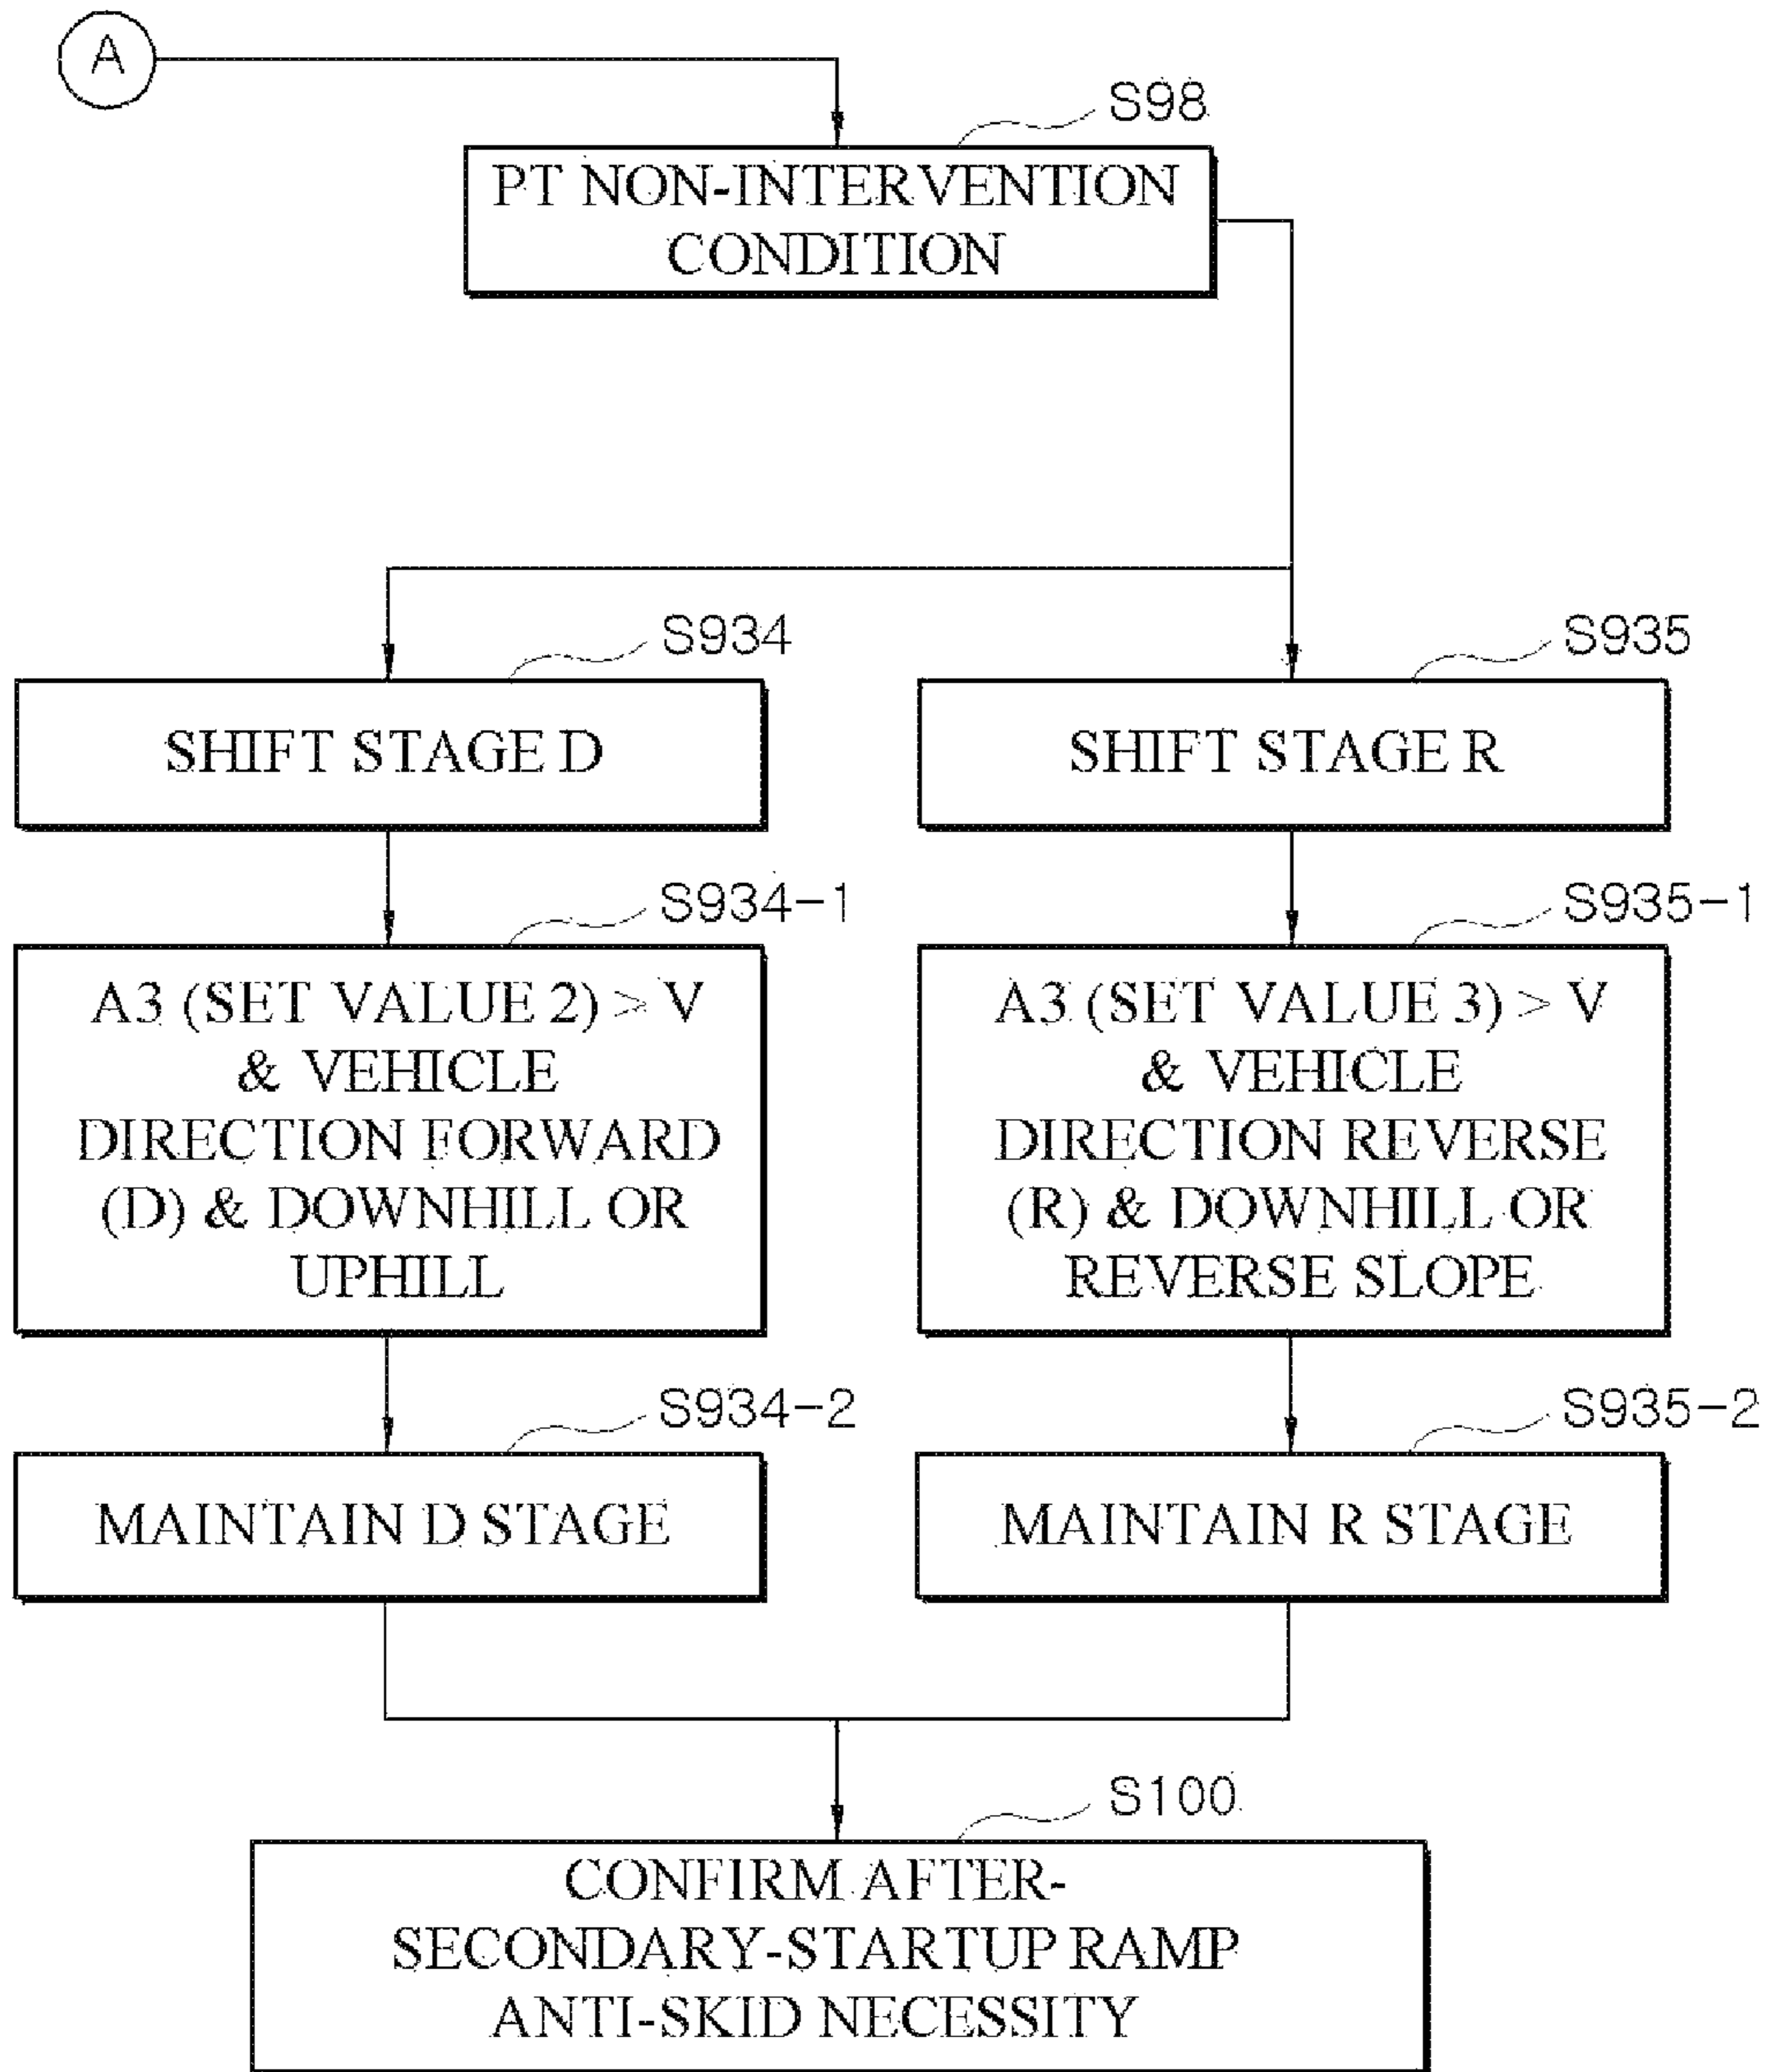 A
S98
PT NON-INTERVENTION
CONDITION
S934
SHIFT STAGE D
S935
SHIFT STAGE R
S934-1
A3 (SET VALUE 2) > V
& VEHICLE
DIRECTION FORWARD
(D) & DOWNHILL OR
UPHILL
S935-1
A3 (SET VALUE 3) > V
& VEHICLE
DIRECTION REVERSE
(R) & DOWNHILL OR
REVERSE SLOPE
S934-2
MAINTAIN D STAGE
S935-2
MAINTAIN R STAGE
S100
CONFIRM AFTER-
SECONDARY-STARTUP RAMP
ANTI-SKID NECESSITY